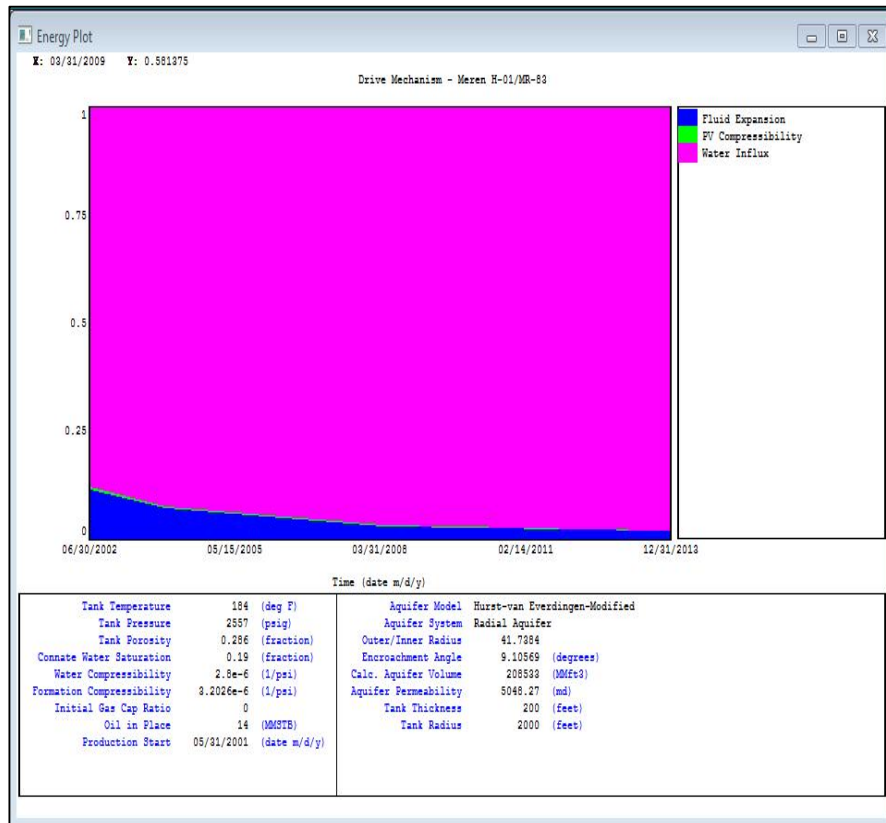 Energy Plot
X: 03/31/2009 Y: 0.581375
Drive Mechanism - Meren H-01/MR-83
Fluid Expansion
PV Compressibility
Water Influx
1
0.75
0.5
0.25
0
06/30/2002 05/15/2005 03/31/2008 02/14/2011 12/31/2013
Time (date m/d/y)
Tank Temperature 184 (deg F)
Tank Pressure 2557 (psig)
Tank Porosity 0.286 (fraction)
Connate Water Saturation 0.19 (fraction)
Water Compressibility 2.8e-6 (1/psi)
Formation Compressibility 3.2026e-6 (1/psi)
Initial Gas Cap Ratio 0
Oil in Place 14 (MMSTB)
Production Start 05/31/2001 (date m/d/y)
Aquifer Model Hurst-van Everdingen-Modified
Aquifer System Radial Aquifer
Outer/Inner Radius 41.7384
Encroachment Angle 9.10569 (degrees)
Calc. Aquifer Volume 208533 (MMft3)
Aquifer Permeability 5048.27 (md)
Tank Thickness 200 (feet)
Tank Radius 2000 (feet)